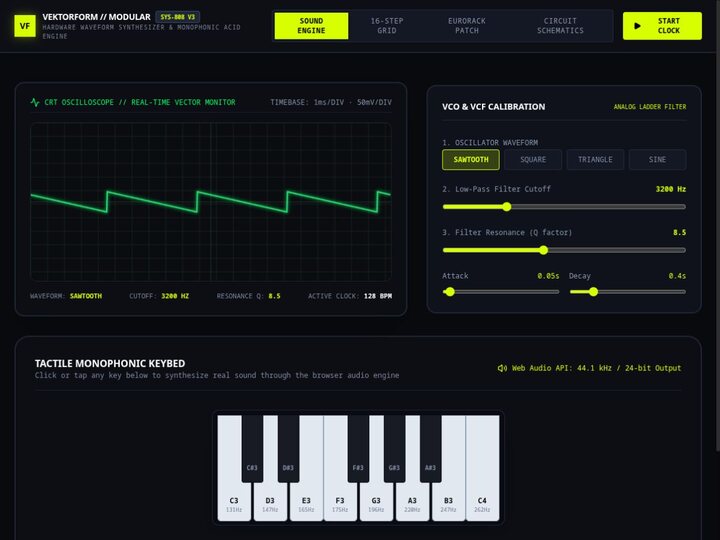 VF
VEKTORFORM // MODULAR
SYS-808 V3
HARDWARE WAVEFORM SYNTHESIZER & MONOPHONIC ACID
ENGINE
SOUND
ENGINE
16-STEP
GRID
EURORACK
PATCH
CIRCUIT
SCHEMATICS
START
CLOCK
CRT OSCILLOSCOPE // REAL-TIME VECTOR MONITOR
TIMEBASE: 1ms/DIV · 50mV/DIV
WAVEFORM: SAWTOOTH
CUTOFF: 3200 HZ
RESONANCE Q: 8.5
ACTIVE CLOCK: 128 BPM
VCO & VCF CALIBRATION
ANALOG LADDER FILTER
1. OSCILLATOR WAVEFORM
SAWTOOTH
SQUARE
TRIANGLE
SINE
2. Low-Pass Filter Cutoff
3200 Hz
3. Filter Resonance (Q factor)
8.5
Attack
0.05s
Decay
0.4s
TACTILE MONOPHONIC KEYBED
Click or tap any key below to synthesize real sound through the browser audio engine
Web Audio API: 44.1 kHz / 24-bit Output
C#3
D#3
F#3
G#3
A#3
C3
D3
E3
F3
G3
A3
B3
C4
131Hz
147Hz
165Hz
175Hz
196Hz
220Hz
247Hz
262Hz